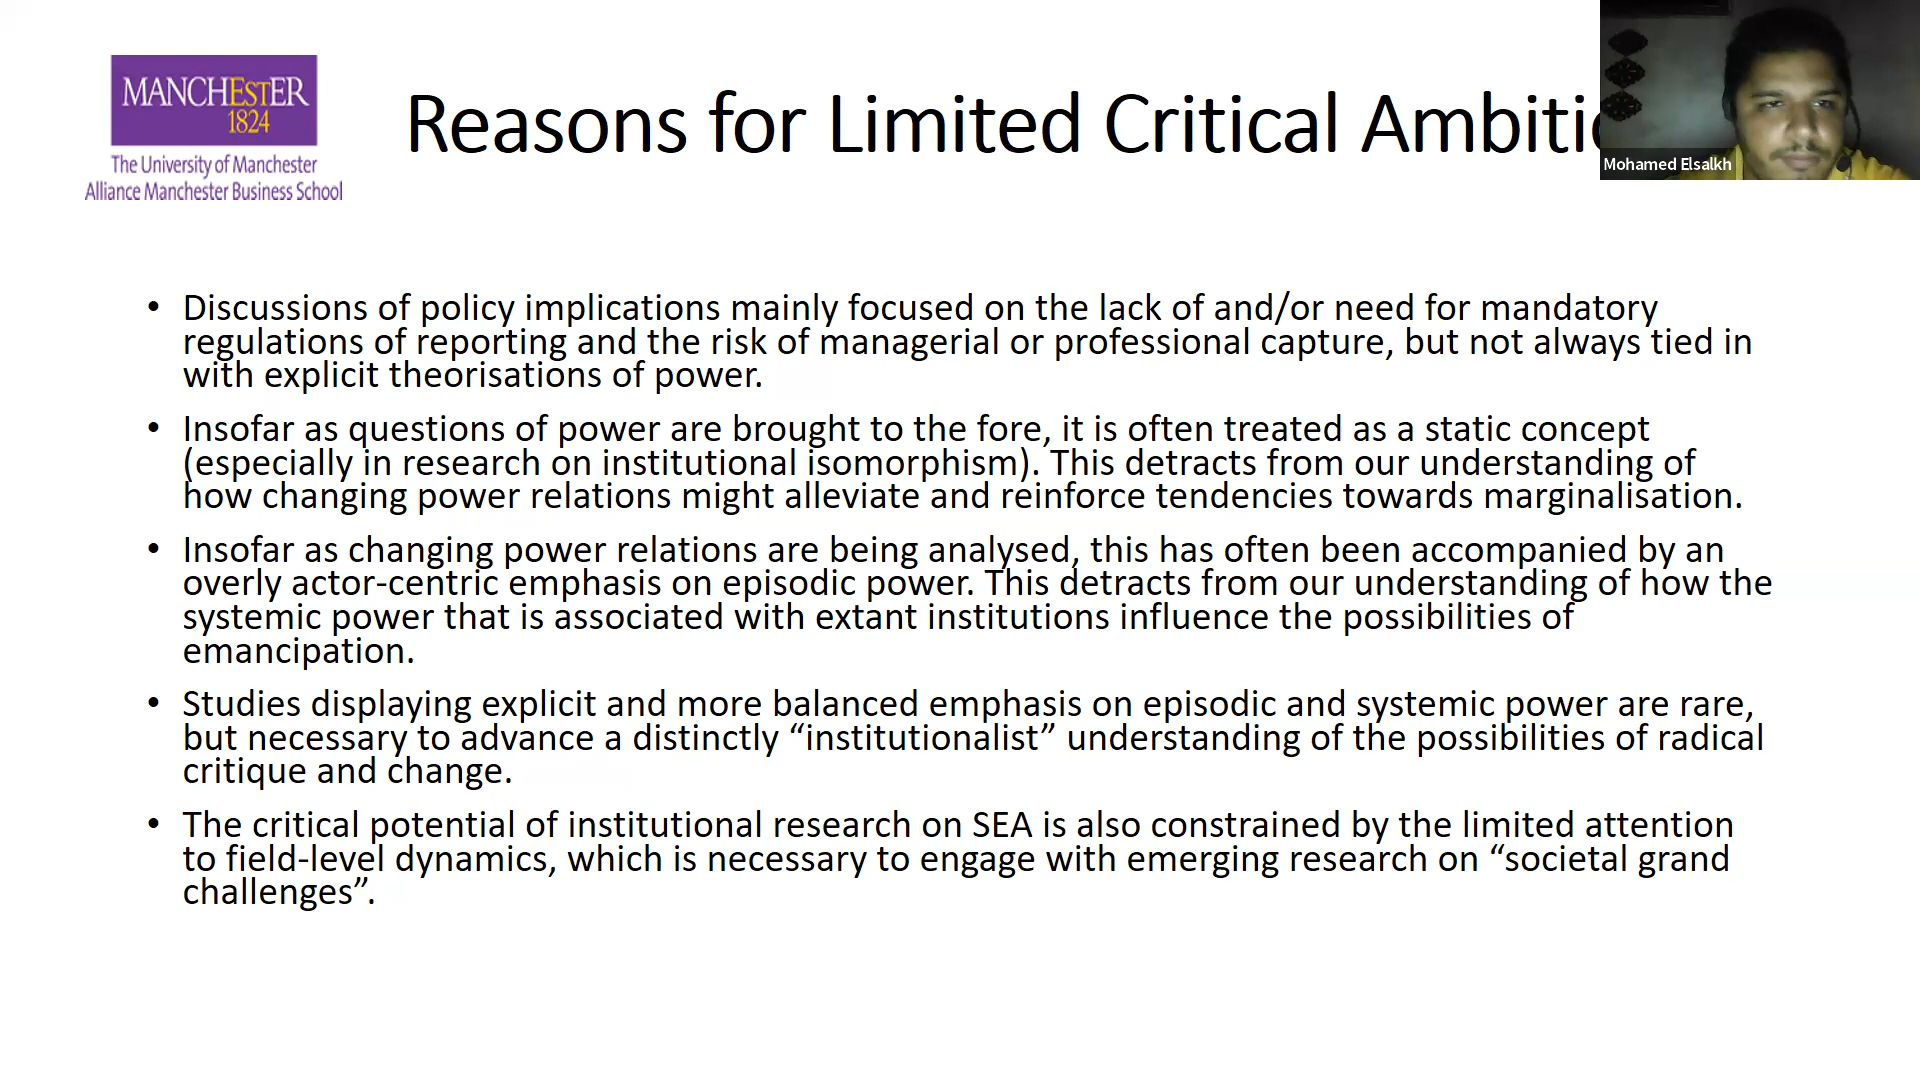 MANCHESTER
1824
The University of Manchester
Alliance Manchester Business School
Reasons for Limited Critical
Mohamed Elsalkh
• Discussions of policy implications mainly focused on the lack of and/or need for mandatory
regulations of reporting and the risk of managerial or professional capture, but not always tied in
with explicit theorisations of power.
• Insofar as questions of power are brought to the fore, it is often treated as a static concept
(especially in research on institutional isomorphism). This detracts from our understanding of
how changing power relations might alleviate and reinforce tendencies towards marginalisation.
• Insofar as changing power relations are being analysed, this has often been accompanied by an
overly actor-centric emphasis on episodic power. This detracts from our understanding of how the
systemic power that is associated with extant institutions influence the possibilities of
emancipation.
• Studies displaying explicit and more balanced emphasis on episodic and systemic power are rare,
but necessary to advance a distinctly “institutionalist” understanding of the possibilities of radical
critique and change.
• The critical potential of institutional research on SEA is also constrained by the limited attention
to field-level dynamics, which is necessary to engage with emerging research on “societal grand
challenges”.